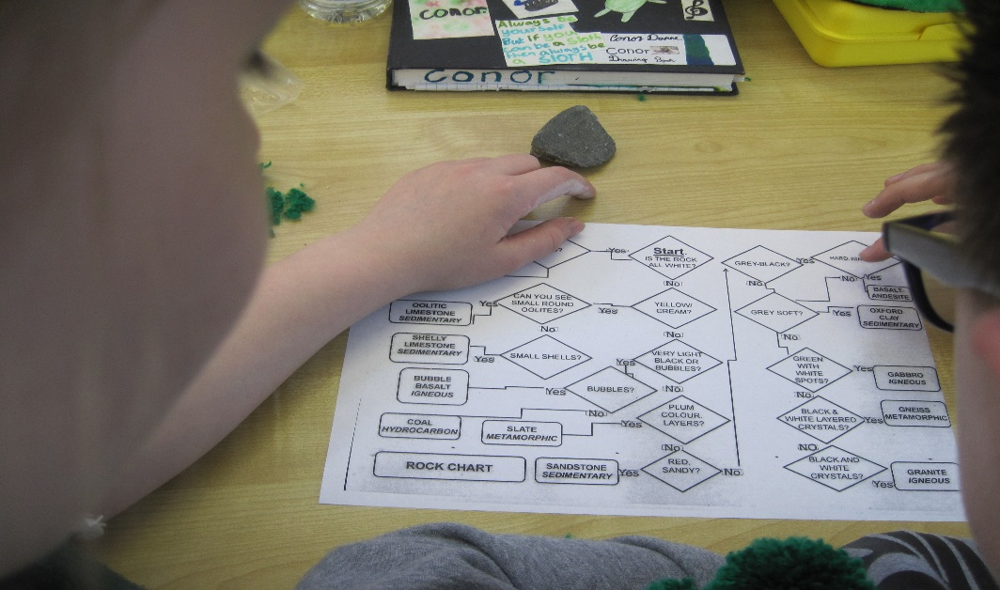 conor
Always be
yourself
But if you
can be a Sloth
then always be
a SLOTH
Conor
Drawing
Conor
Start.
IS THE ROCK
ALL WHITE?
Yes
?
No
YELLOW/
CREAM?
Yes
CAN YOU SEE
SMALL ROUND
OOLITES?
Yes
OOLITIC
LIMESTONE
SEDIMENTARY
No
SMALL SHELLS?
Yes
SHELLY
LIMESTONE
SEDIMENTARY
No
VERY LIGHT
BLACK OR
BUBBLES?
Yes
BUBBLES?
Yes
BUBBLE
BASALT
IGNEOUS
No
COAL
HYDROCARBON
No
PLUM
COLOUR.
LAYERS?
Yes
SLATE
METAMORPHIC
No
RED,
SANDY?
Yes
SANDSTONE
SEDIMENTARY
No
ROCK CHART
GREY-BLACK?
Yes
HARD.
No
Yes
BASALT-
ANDESITE
No
GREY SOFT?
Yes
OXFORD
CLAY
SEDIMENTARY
No
GREEN
WITH
WHITE
SPOTS?
Yes
GABBRO
IGNEOUS
No
BLACK &
WHITE LAYERED
CRYSTALS?
Yes
GNEISS
METAMORPHIC
NO
BLACK AND
WHITE
CRYSTALS?
Yes
GRANITE
IGNEOUS